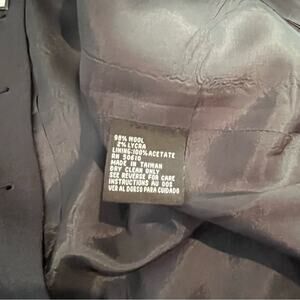 98% WOOL
2% LYCRA
LINING:100% ACETATE
RN 50610
MADE IN TAIWAN
DRY CLEAN ONLY
SEE REVERSE FOR CARE
INSTRUCTIONS AU DOS
VER AL DORSO PARA CUIDADO